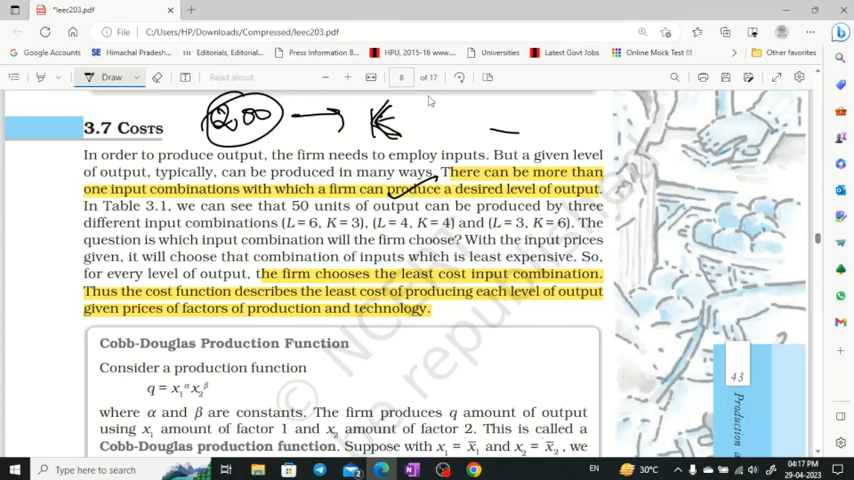 *leec203.pdf
C:/Users/HP/Downloads/Compressed/leec203.pdf
Google Accounts
Himachal Pradesh...
Editorials, Editorial...
Press Information B...
HPU, 2015-16 WWW....
Universities
Latest Govt Jobs
Online Mock Test !!!
Other favorites
Draw
Read aloud
8 of 17
200 → K
3.7 COSTS
In order to produce output, the firm needs to employ inputs. But a given level
of output, typically, can be produced in many ways. There can be more than
one input combinations with which a firm can produce a desired level of output.
In Table 3.1, we can see that 50 units of output can be produced by three
different input combinations (L = 6, K = 3), (L = 4, K = 4) and (L = 3, K = 6). The
question is which input combination will the firm choose? With the input prices
given, it will choose that combination of inputs which is least expensive. So,
for every level of output, the firm chooses the least cost input combination.
Thus the cost function describes the least cost of producing each level of output
given prices of factors of production and technology.
Cobb-Douglas Production Function
Consider a production function
q = x₁^α x₂^β
where α and β are constants. The firm produces q amount of output
using x₁ amount of factor 1 and x₂ amount of factor 2. This is called a
Cobb-Douglas production function. Suppose with x₁ = x̄₁ and x₂ = x̄₂, we
© NCERT
be republished
43
Production a
Type here to search
EN
30°C
04:17 PM
29-04-2023